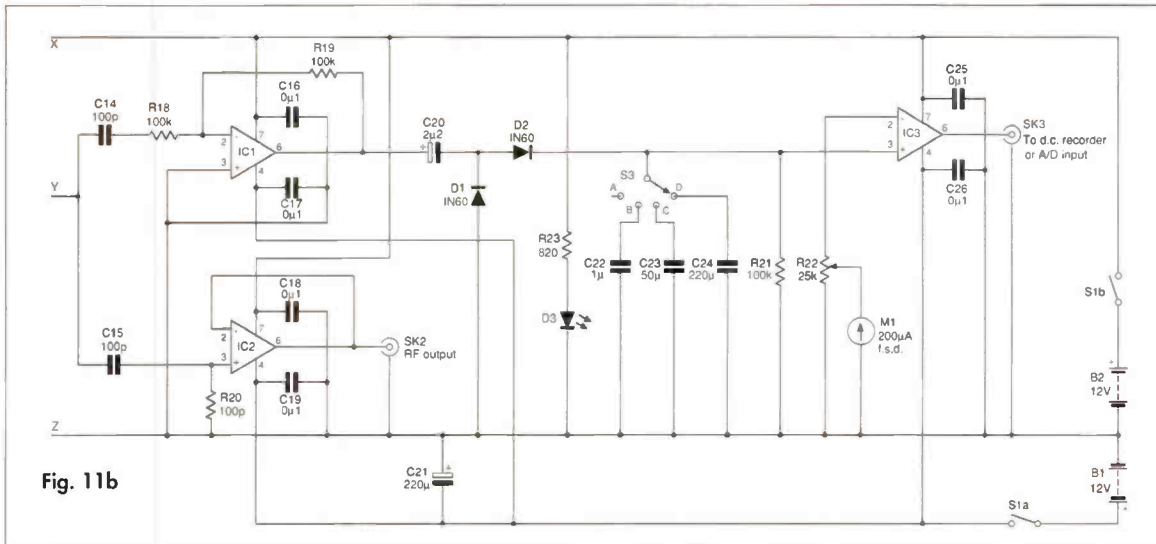 X
Y
Z
C14
100p
R18
100k
R19
100k
C16
0µ1
2
3
-
+
7
6
4
IC1
C17
0µ1
C20
2µ2
+
D2
IN60
D1
IN60
C15
100p
R20
100p
C18
0µ1
2
3
-
+
7
6
4
IC2
C19
0µ1
SK2
RF output
C21
220µ
+
R23
820
D3
S3
A
B
C
D
C22
1µ
C23
50µ
C24
220µ
R21
100k
R22
25k
M1
200µA
f.s.d.
C25
0µ1
2
3
-
+
7
6
4
IC3
C26
0µ1
SK3
To d.c. recorder
or A/D input
S1b
+
B2
12V
B1
12V
+
S1a
Fig. 11b